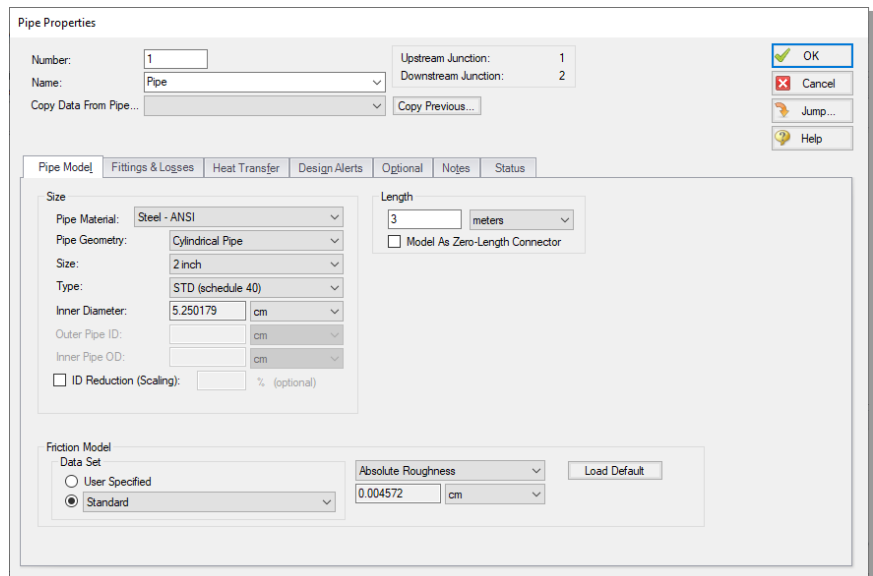 Pipe Properties
Number: 1
Name: Pipe
Copy Data From Pipe... Copy Previous...
Upstream Junction: 1
Downstream Junction: 2
OK
Cancel
Jump...
Help
Pipe Model Fittings & Losses Heat Transfer Design Alerts Optional Notes Status
Size
Pipe Material: Steel - ANSI
Pipe Geometry: Cylindrical Pipe
Size: 2 inch
Type: STD (schedule 40)
Inner Diameter: 5.250179 cm
Outer Pipe ID: cm
Inner Pipe OD: cm
ID Reduction (Scaling): % (optional)
Length
3 meters
Model As Zero-Length Connector
Friction Model
Data Set
User Specified
Standard
Absolute Roughness Load Default
0.004572 cm